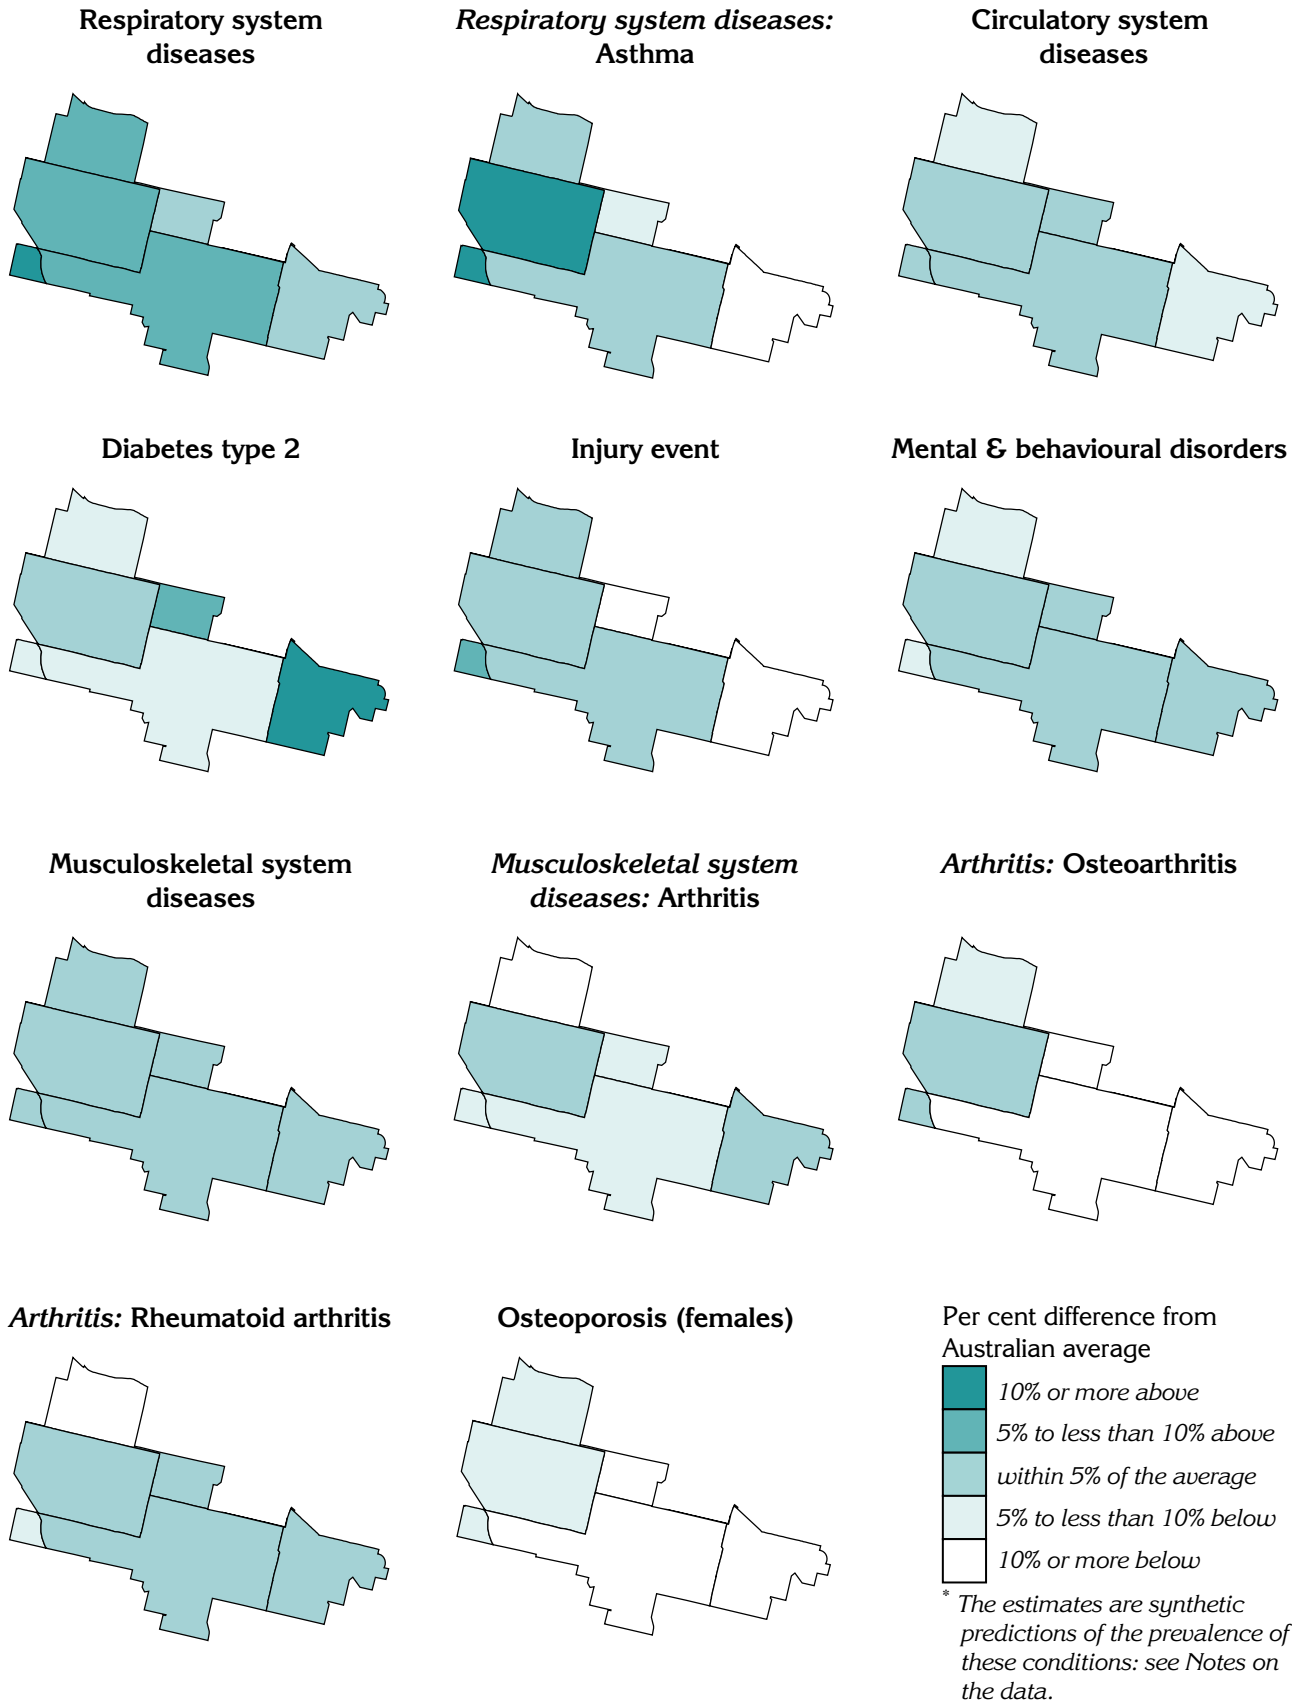 Respiratory system
diseases
Respiratory system diseases:
Asthma
Circulatory system
diseases
Diabetes type 2
Injury event
Mental & behavioural disorders
Musculoskeletal system
diseases
Musculoskeletal system
diseases: Arthritis
Arthritis: Osteoarthritis
Arthritis: Rheumatoid arthritis
Osteoporosis (females)
Per cent difference from
Australian average
10% or more above
5% to less than 10% above
within 5% of the average
5% to less than 10% below
10% or more below
* The estimates are synthetic
predictions of the prevalence of
these conditions: see Notes on
the data.